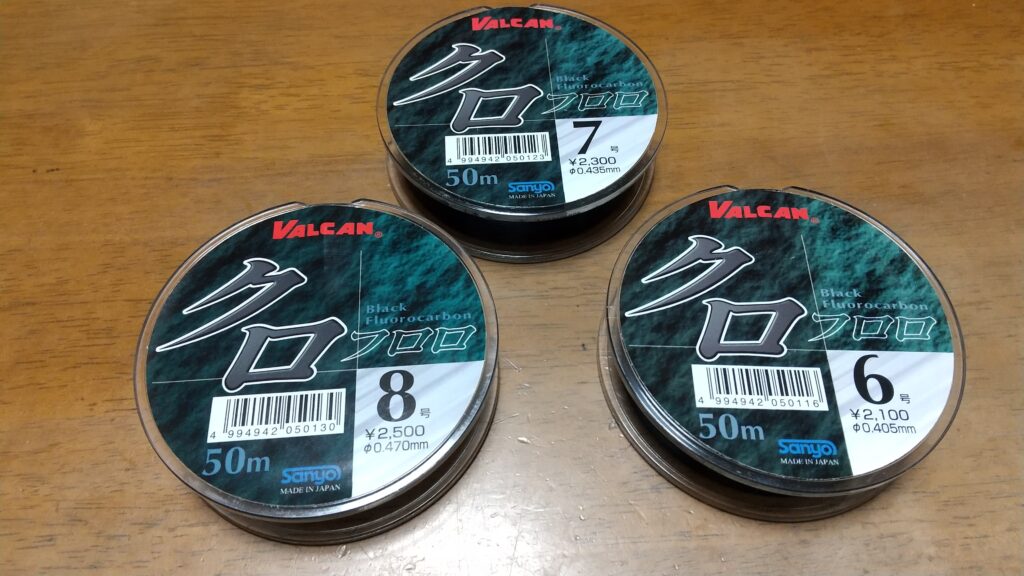 VALCAN®
クロ
Black
Fluorocarbon
フロロ
7号
4 994942 050123
¥2,300
φ0.435mm
50m
Sanyo
MADE IN JAPAN
VALCAN®
クロ
Black
Fluorocarbon
フロロ
8号
4 994942 050130
¥2,500
φ0.470mm
50m
Sanyo
MADE IN JAPAN
VALCAN®
クロ
Black
Fluorocarbon
フロロ
6号
4 994942 050116
¥2,100
φ0.405mm
50m
Sanyo
MADE IN JAPAN